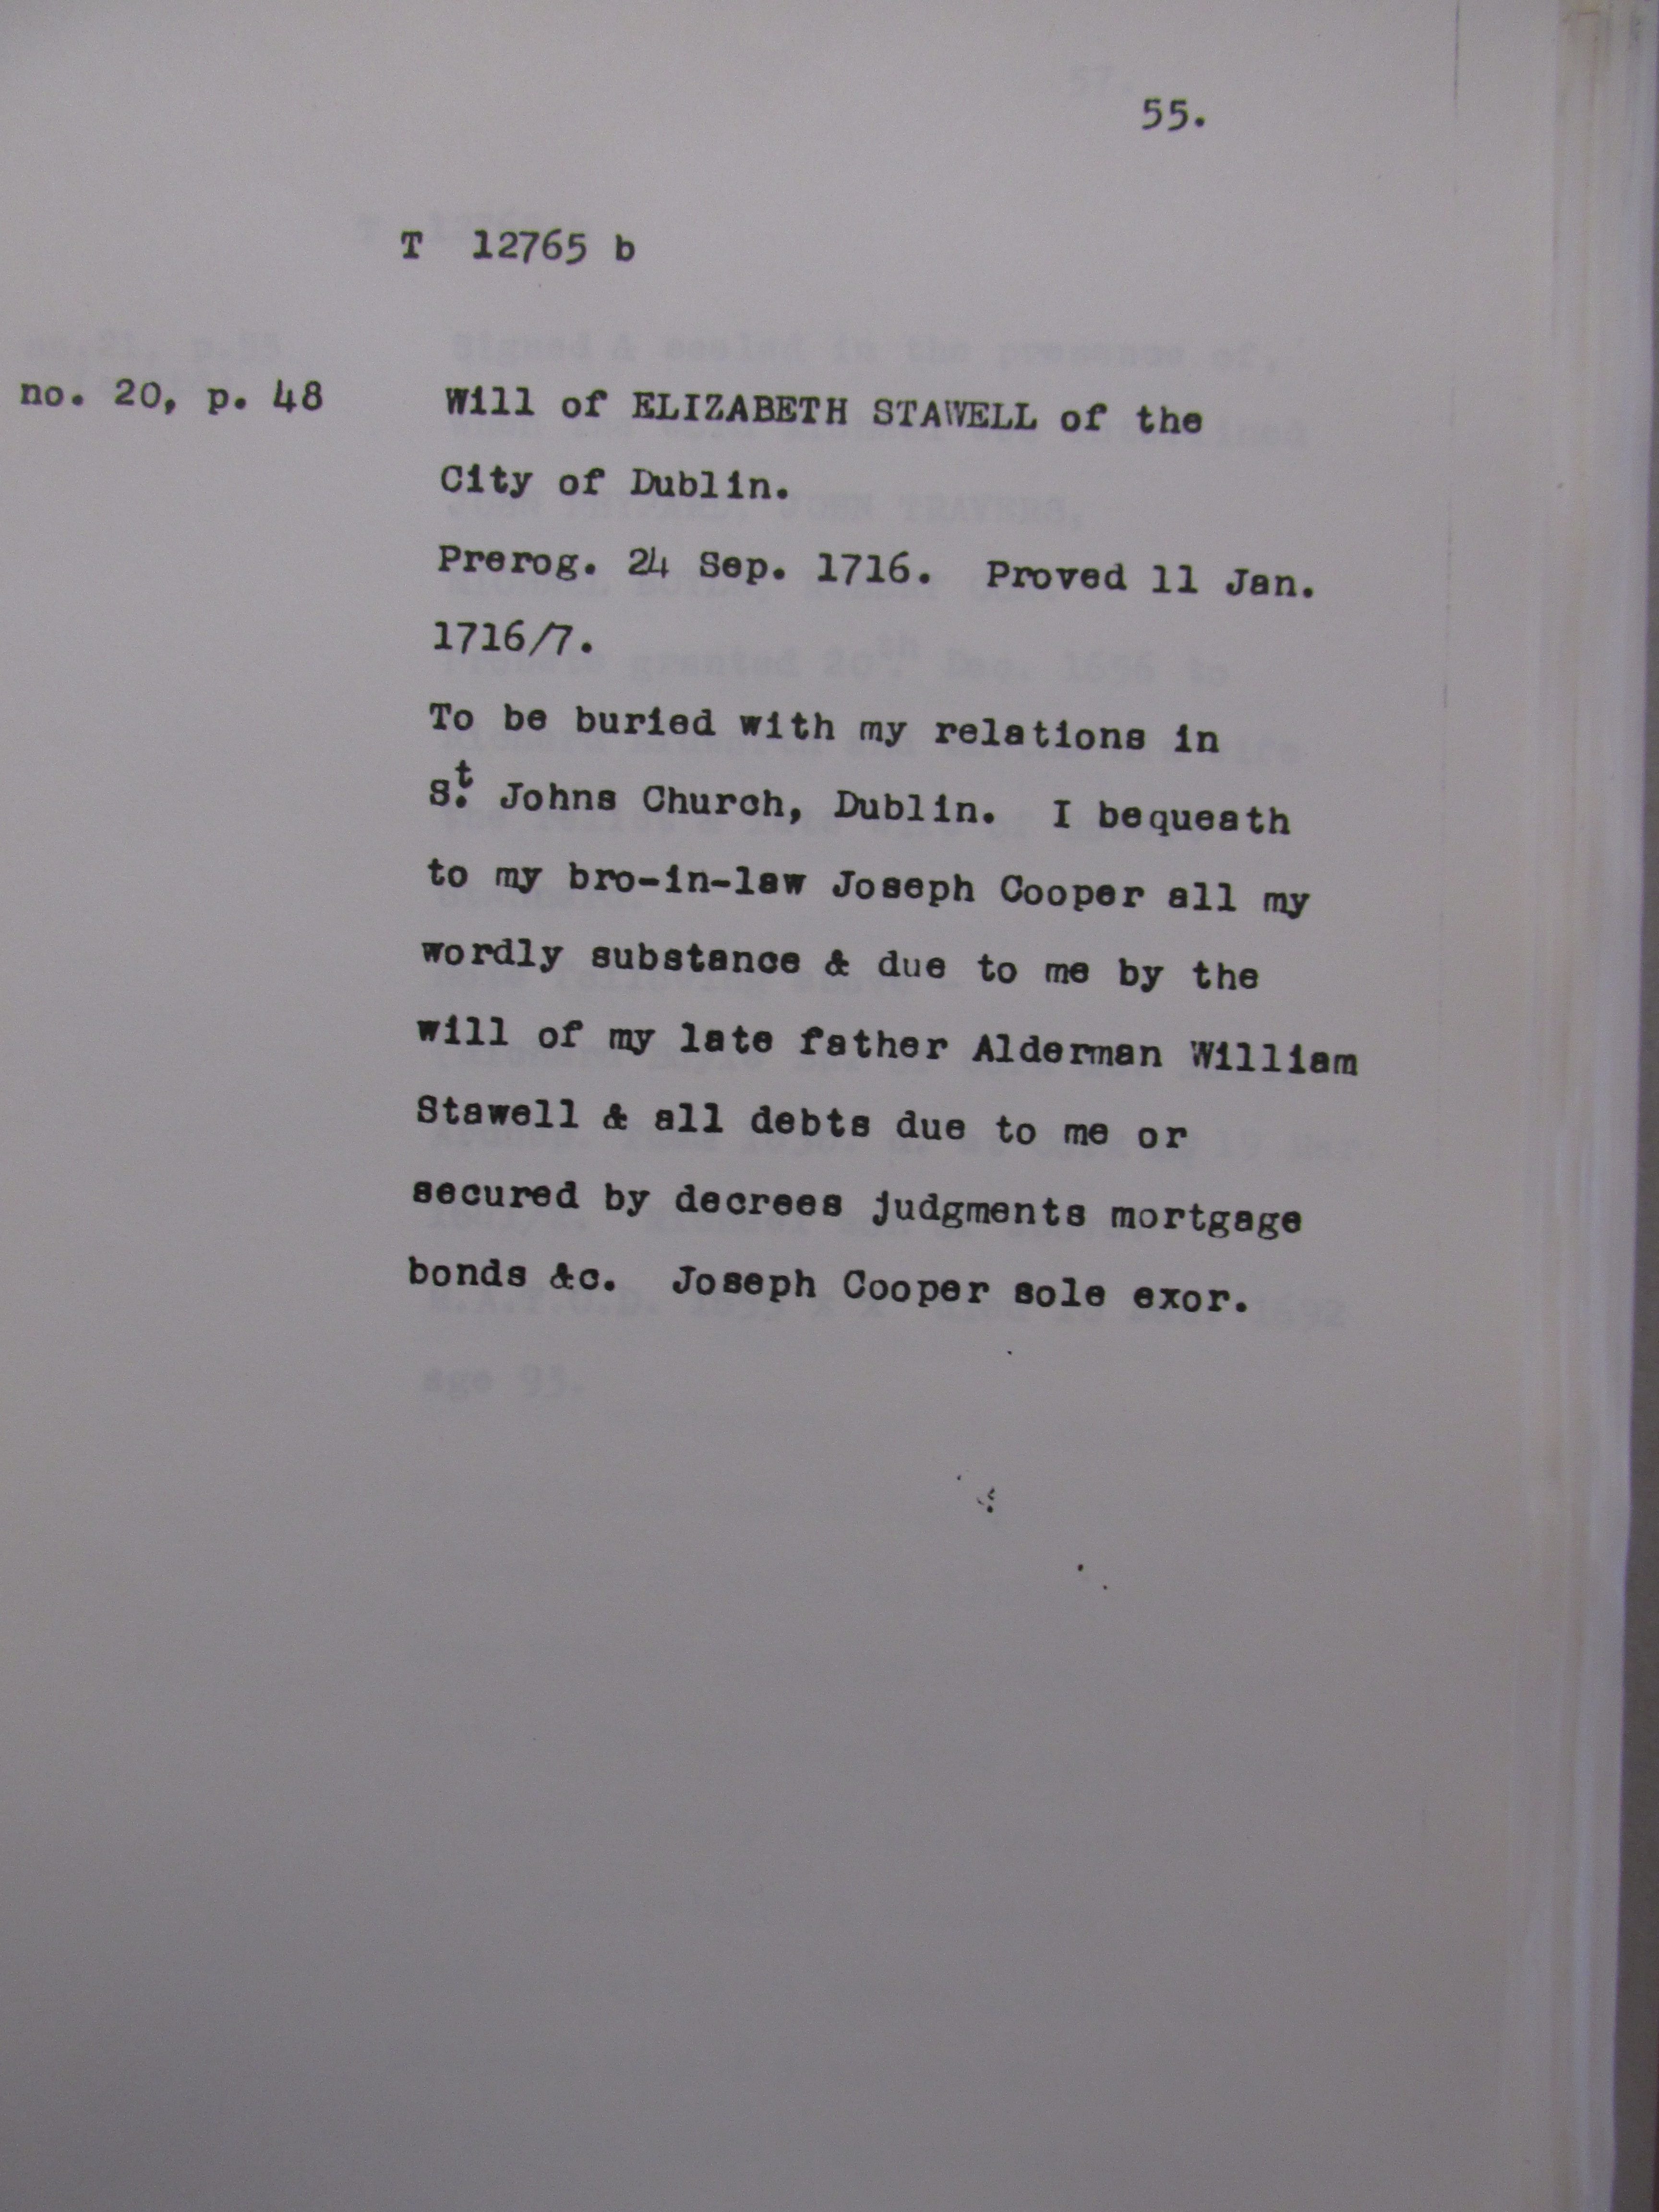 55.
T 12765 b
no. 20, p. 48 Will of ELIZABETH STAWELL of the
City of Dublin.
Prerog. 24 Sep. 1716. Proved 11 Jan.
1716/7.
To be buried with my relations in
S.t Johns Church, Dublin. I bequeath
to my bro-in-law Joseph Cooper all my
wordly substance & due to me by the
will of my late father Alderman William
Stawell & all debts due to me or
secured by decrees judgments mortgage
bonds &c. Joseph Cooper sole exor.